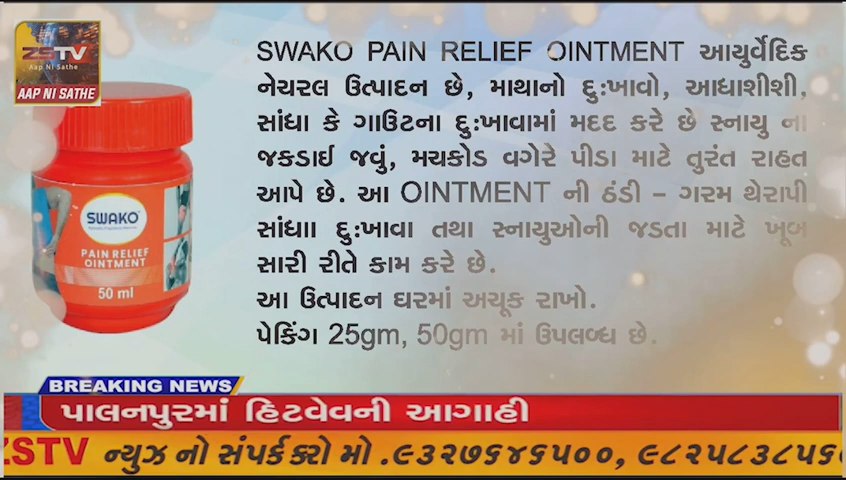 ZSTV
Aap Ni Sathe
AAP NI SATHE
SWAKO PAIN RELIEF OINTMENT આયુર્વેદિક
નેચરલ ઉત્પાદન છે, માથાનો દુઃખાવો, આધાશીશી,
સાંધા કે ગાઉટના દુઃખાવામાં મદદ કરે છે સ્નાયુ ના
જકડાઈ જવું, મચકોડ વગેરે પીડા માટે તુરંત રાહત
આપે છે. આ OINTMENT ની ઠંડી – ગરમ થેરાપી
સાંધાા દુઃખાવા તથા સ્નાયુઓની જડતા માટે ખૂબ
સારી રીતે કામ કરે છે.
આ ઉત્પાદન ઘરમાં અચૂક રાખો.
પેકિંગ 25gm, 50gm માં ઉપલબ્ધ છે.
SWAKO
PAIN RELIEF
OINTMENT
50 ml
BREAKING NEWS
પાલનપુરમાં હિટવેવની આગાહી
ZSTV ન્યુઝ નો સંપર્ક કરો મો .૯૩૨૭૬૪૬૫૦૦, ૯૮૨૫૮૩૮૫૬